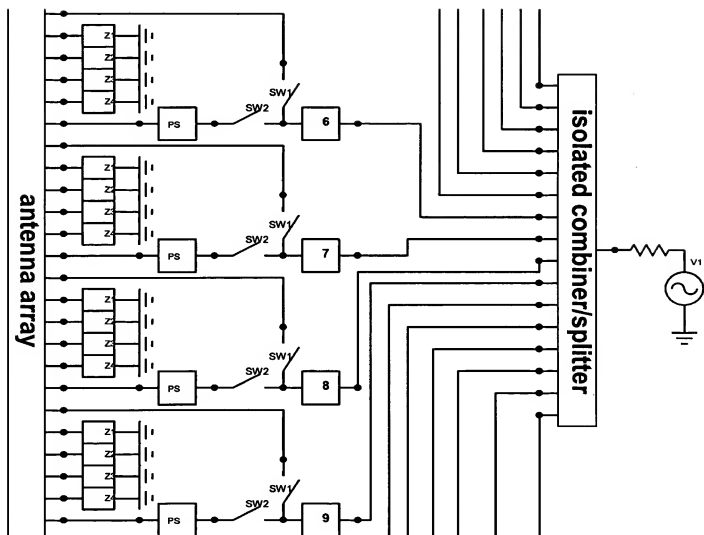 antenna array
Z1
Z2
Z3
Z4
PS
SW2
SW1
6
Z1
Z2
Z3
Z4
PS
SW2
SW1
7
Z1
Z2
Z3
Z4
PS
SW2
SW1
8
Z1
Z2
Z3
Z4
PS
SW2
SW1
9
isolated combiner/splitter
V1